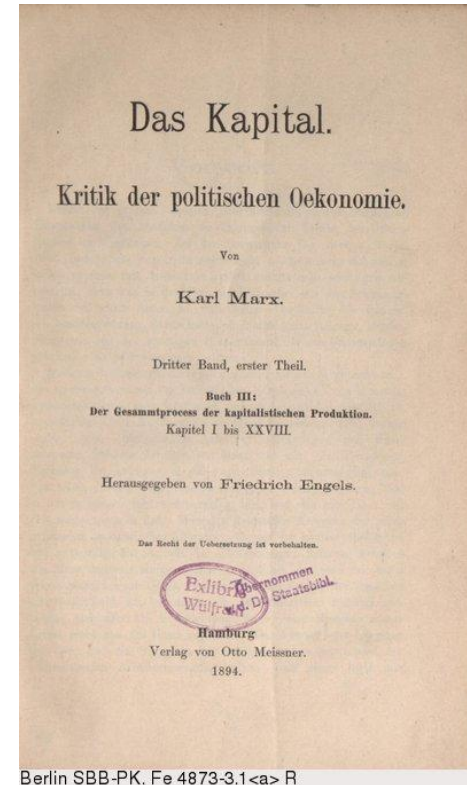 Das Kapital.
Kritik der politischen Oekonomie.
Von
Karl Marx.
Dritter Band, erster Theil.
Buch III:
Der Gesammtprocess der kapitalistischen Produktion.
Kapitel I bis XXVIII.
Herausgegeben von Friedrich Engels.
Das Recht der Uebersetzung ist vorbehalten.
Exlibris
Übernommen
v. d. Dt. Staatsbibl.
Hamburg
Verlag von Otto Meissner.
1894.
Berlin SBB-PK, Fe 4873-3,1<a> R